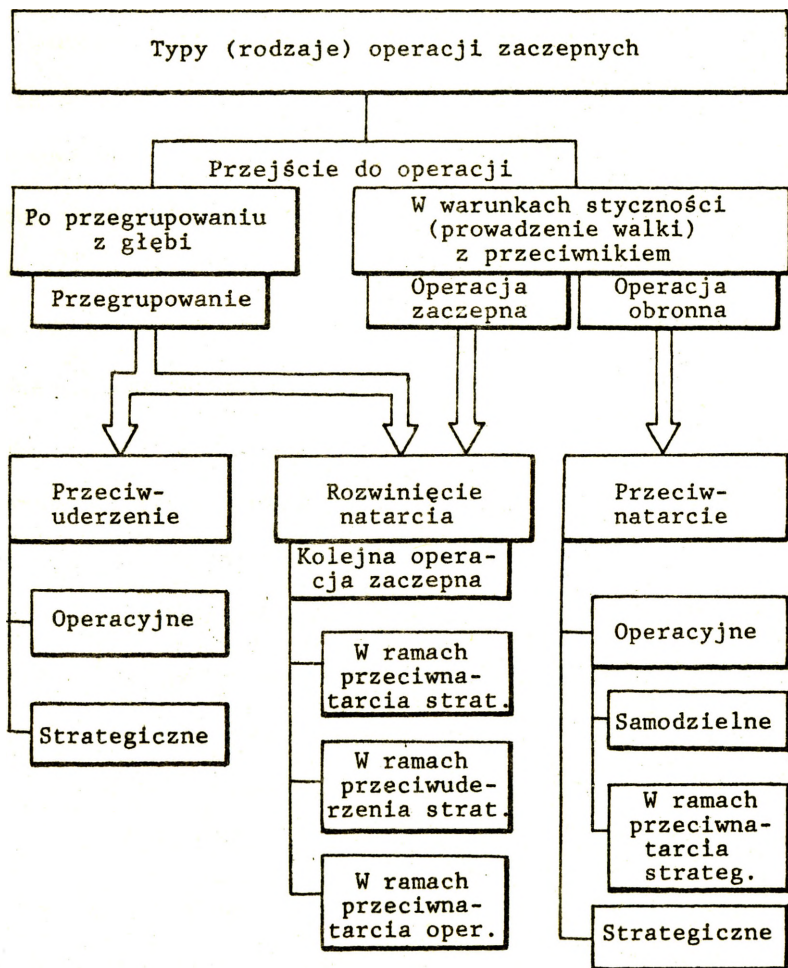 Typy (rodzaje) operacji zaczepnych
Przejście do operacji
Po przegrupowaniu
z głębi
Przegrupowanie
W warunkach styczności
(prowadzenie walki)
z przeciwnikiem
Operacja
zaczepna
Operacja
obronna
Przeciw-
uderzenie
Operacyjne
Strategiczne
Rozwinięcie
natarcia
Kolejna opera-
cja zaczepna
W ramach
przeciwna-
tarcia strat.
W ramach
przeciwude-
rzenia strat.
W ramach
przeciwna-
tarcia oper.
Przeciw-
natarcie
Operacyjne
Samodzielne
W ramach
przeciwna-
tarcia
strateg.
Strategiczne